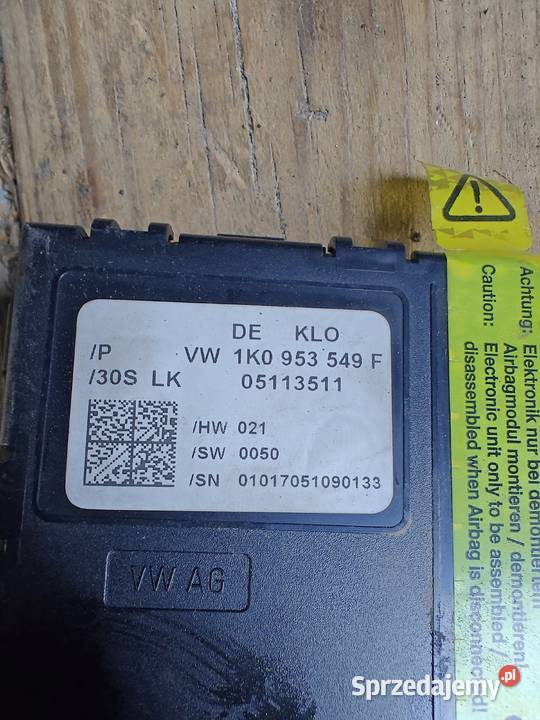 DE KLO
/P VW 1K0 953 549 F
/30S LK 05113511
/HW 021
/SW 0050
/SN 01017051090133
VW AG
Achtung: Elektronik nur bei demontiertem
Airbagmodul montieren / demontieren!
Caution: Electronic unit only to be assembled /
disassembled when Airbag is disconnected!
Sprzedajemy.pl